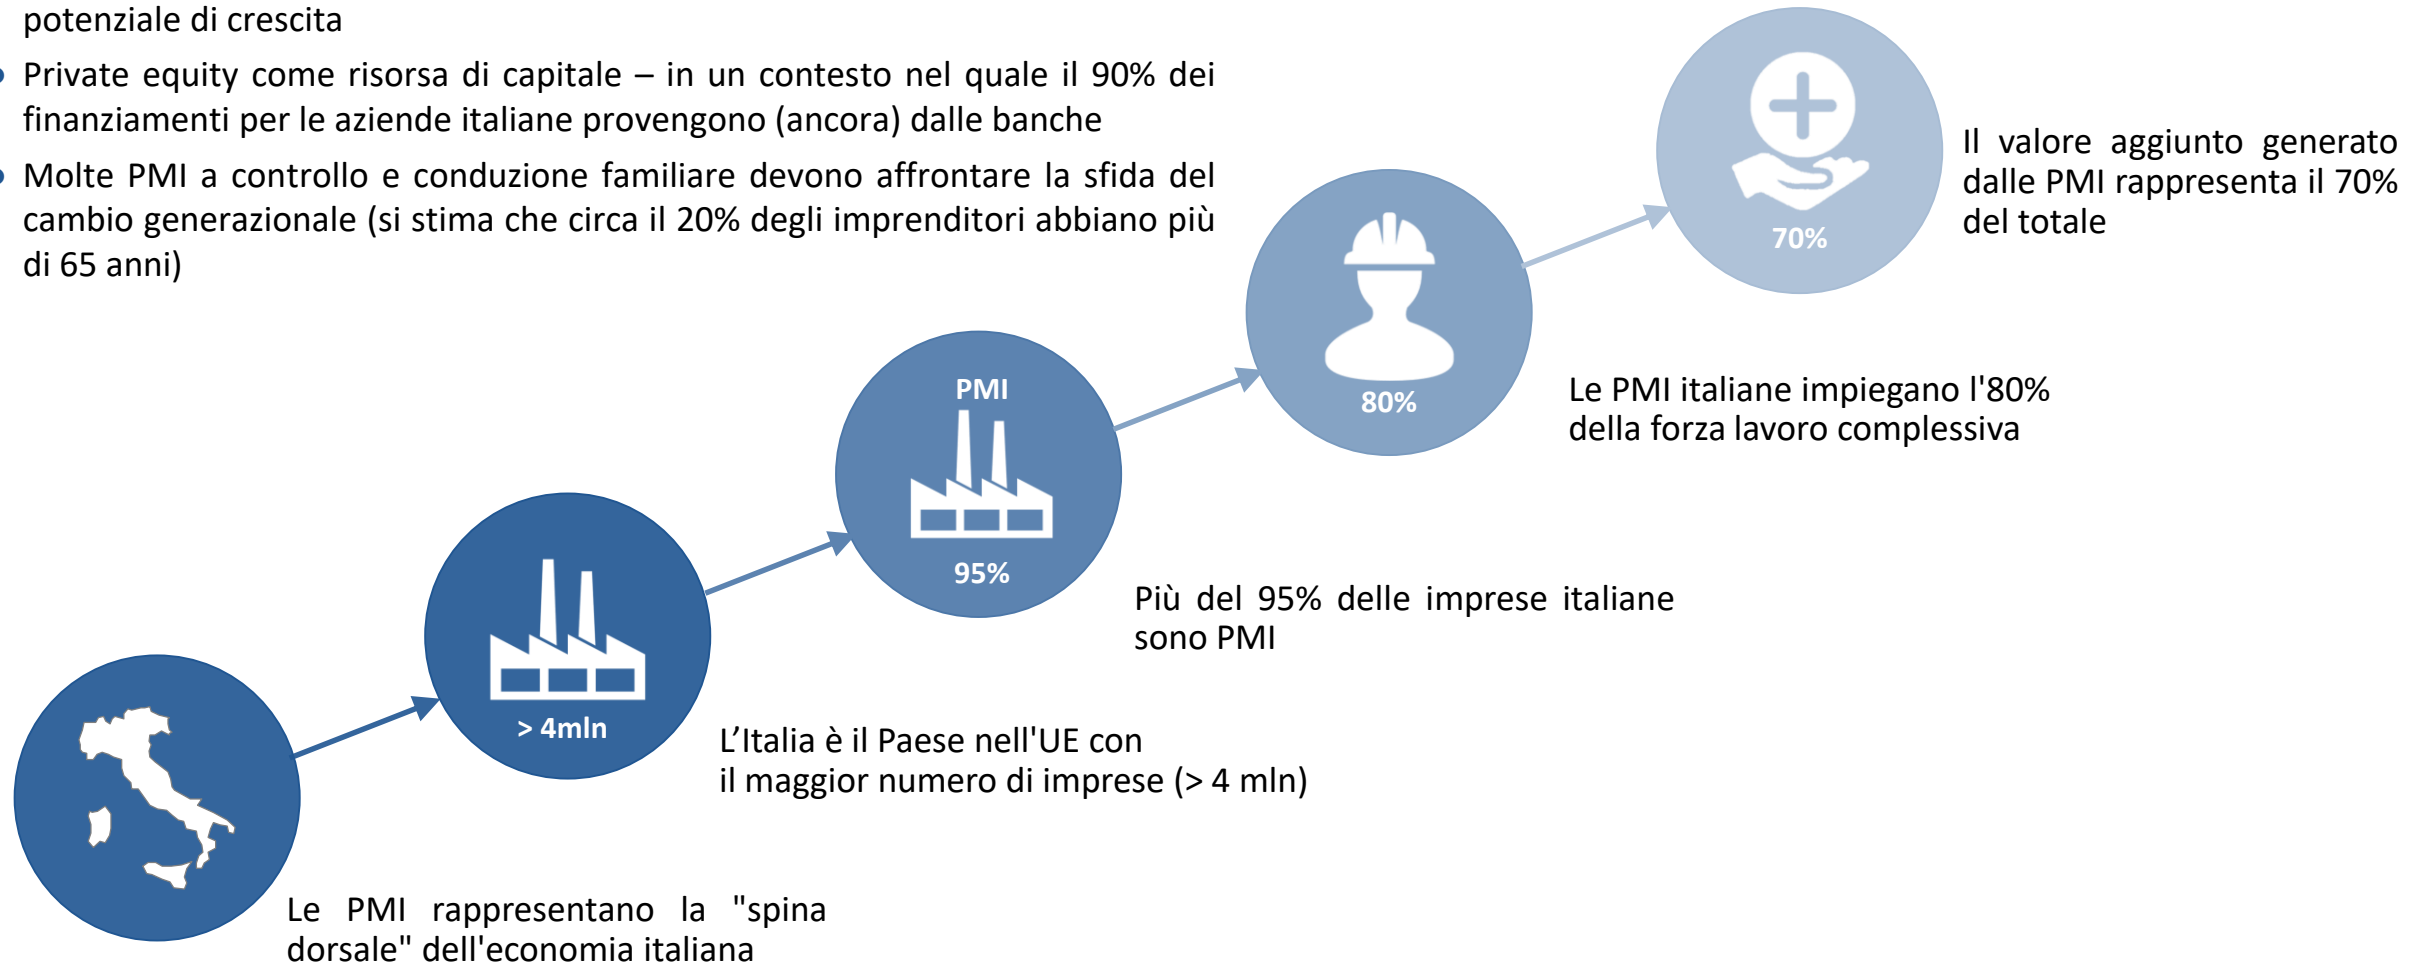 potenziale di crescita
• Private equity come risorsa di capitale – in un contesto nel quale il 90% dei
finanziamenti per le aziende italiane provengono (ancora) dalle banche
• Molte PMI a controllo e conduzione familiare devono affrontare la sfida del
cambio generazionale (si stima che circa il 20% degli imprenditori abbiano più
di 65 anni)
70%
Il valore aggiunto generato
dalle PMI rappresenta il 70%
del totale
80%
Le PMI italiane impiegano l'80%
della forza lavoro complessiva
PMI
95%
Più del 95% delle imprese italiane
sono PMI
> 4mln
L’Italia è il Paese nell'UE con
il maggior numero di imprese (> 4 mln)
Le PMI rappresentano la "spina
dorsale" dell'economia italiana